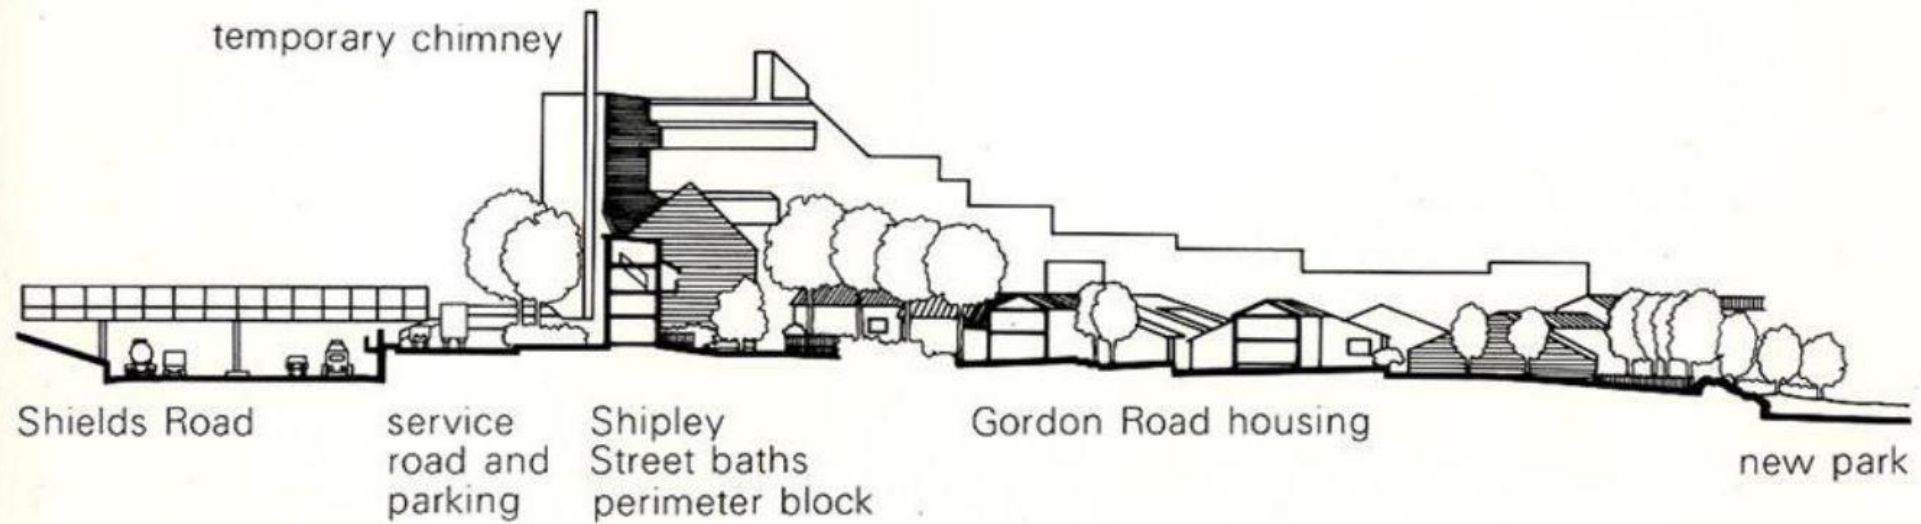 temporary chimney
Shields Road
service
road and
parking
Shipley
Street baths
perimeter block
Gordon Road housing
new park